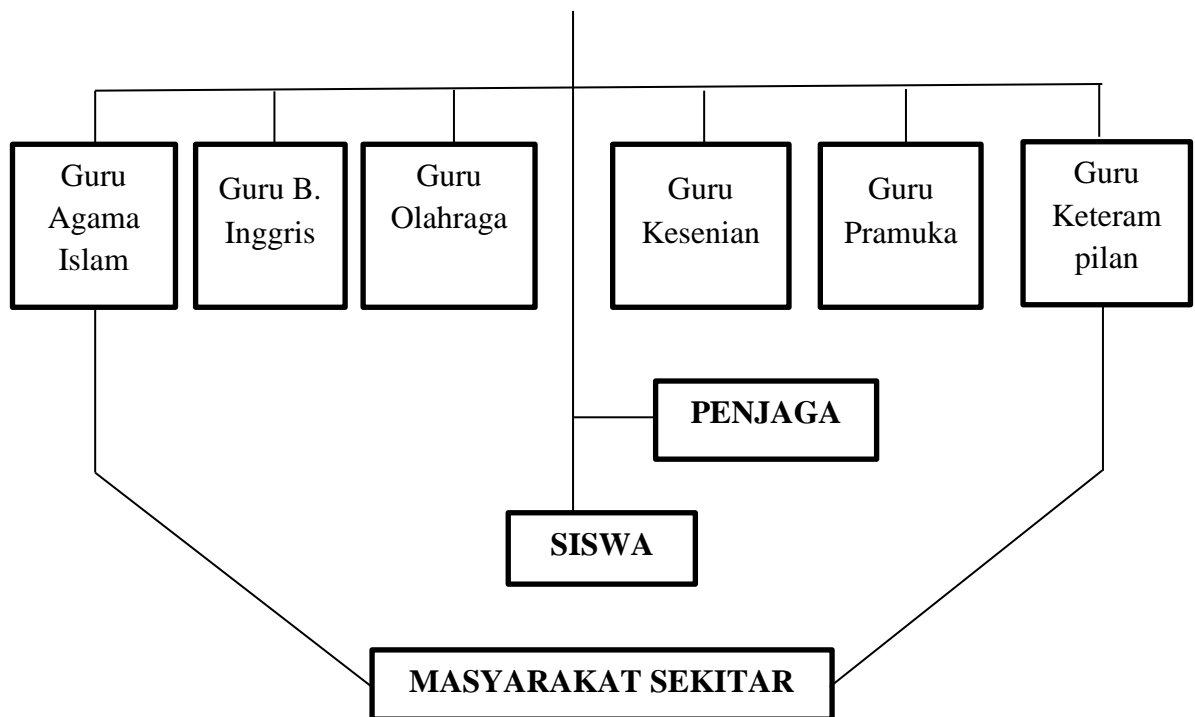 Guru
Agama
Islam
Guru B.
Inggris
Guru
Olahraga
Guru
Kesenian
Guru
Pramuka
Guru
Keteram
pilan
PENJAGA
SISWA
MASYARAKAT SEKITAR